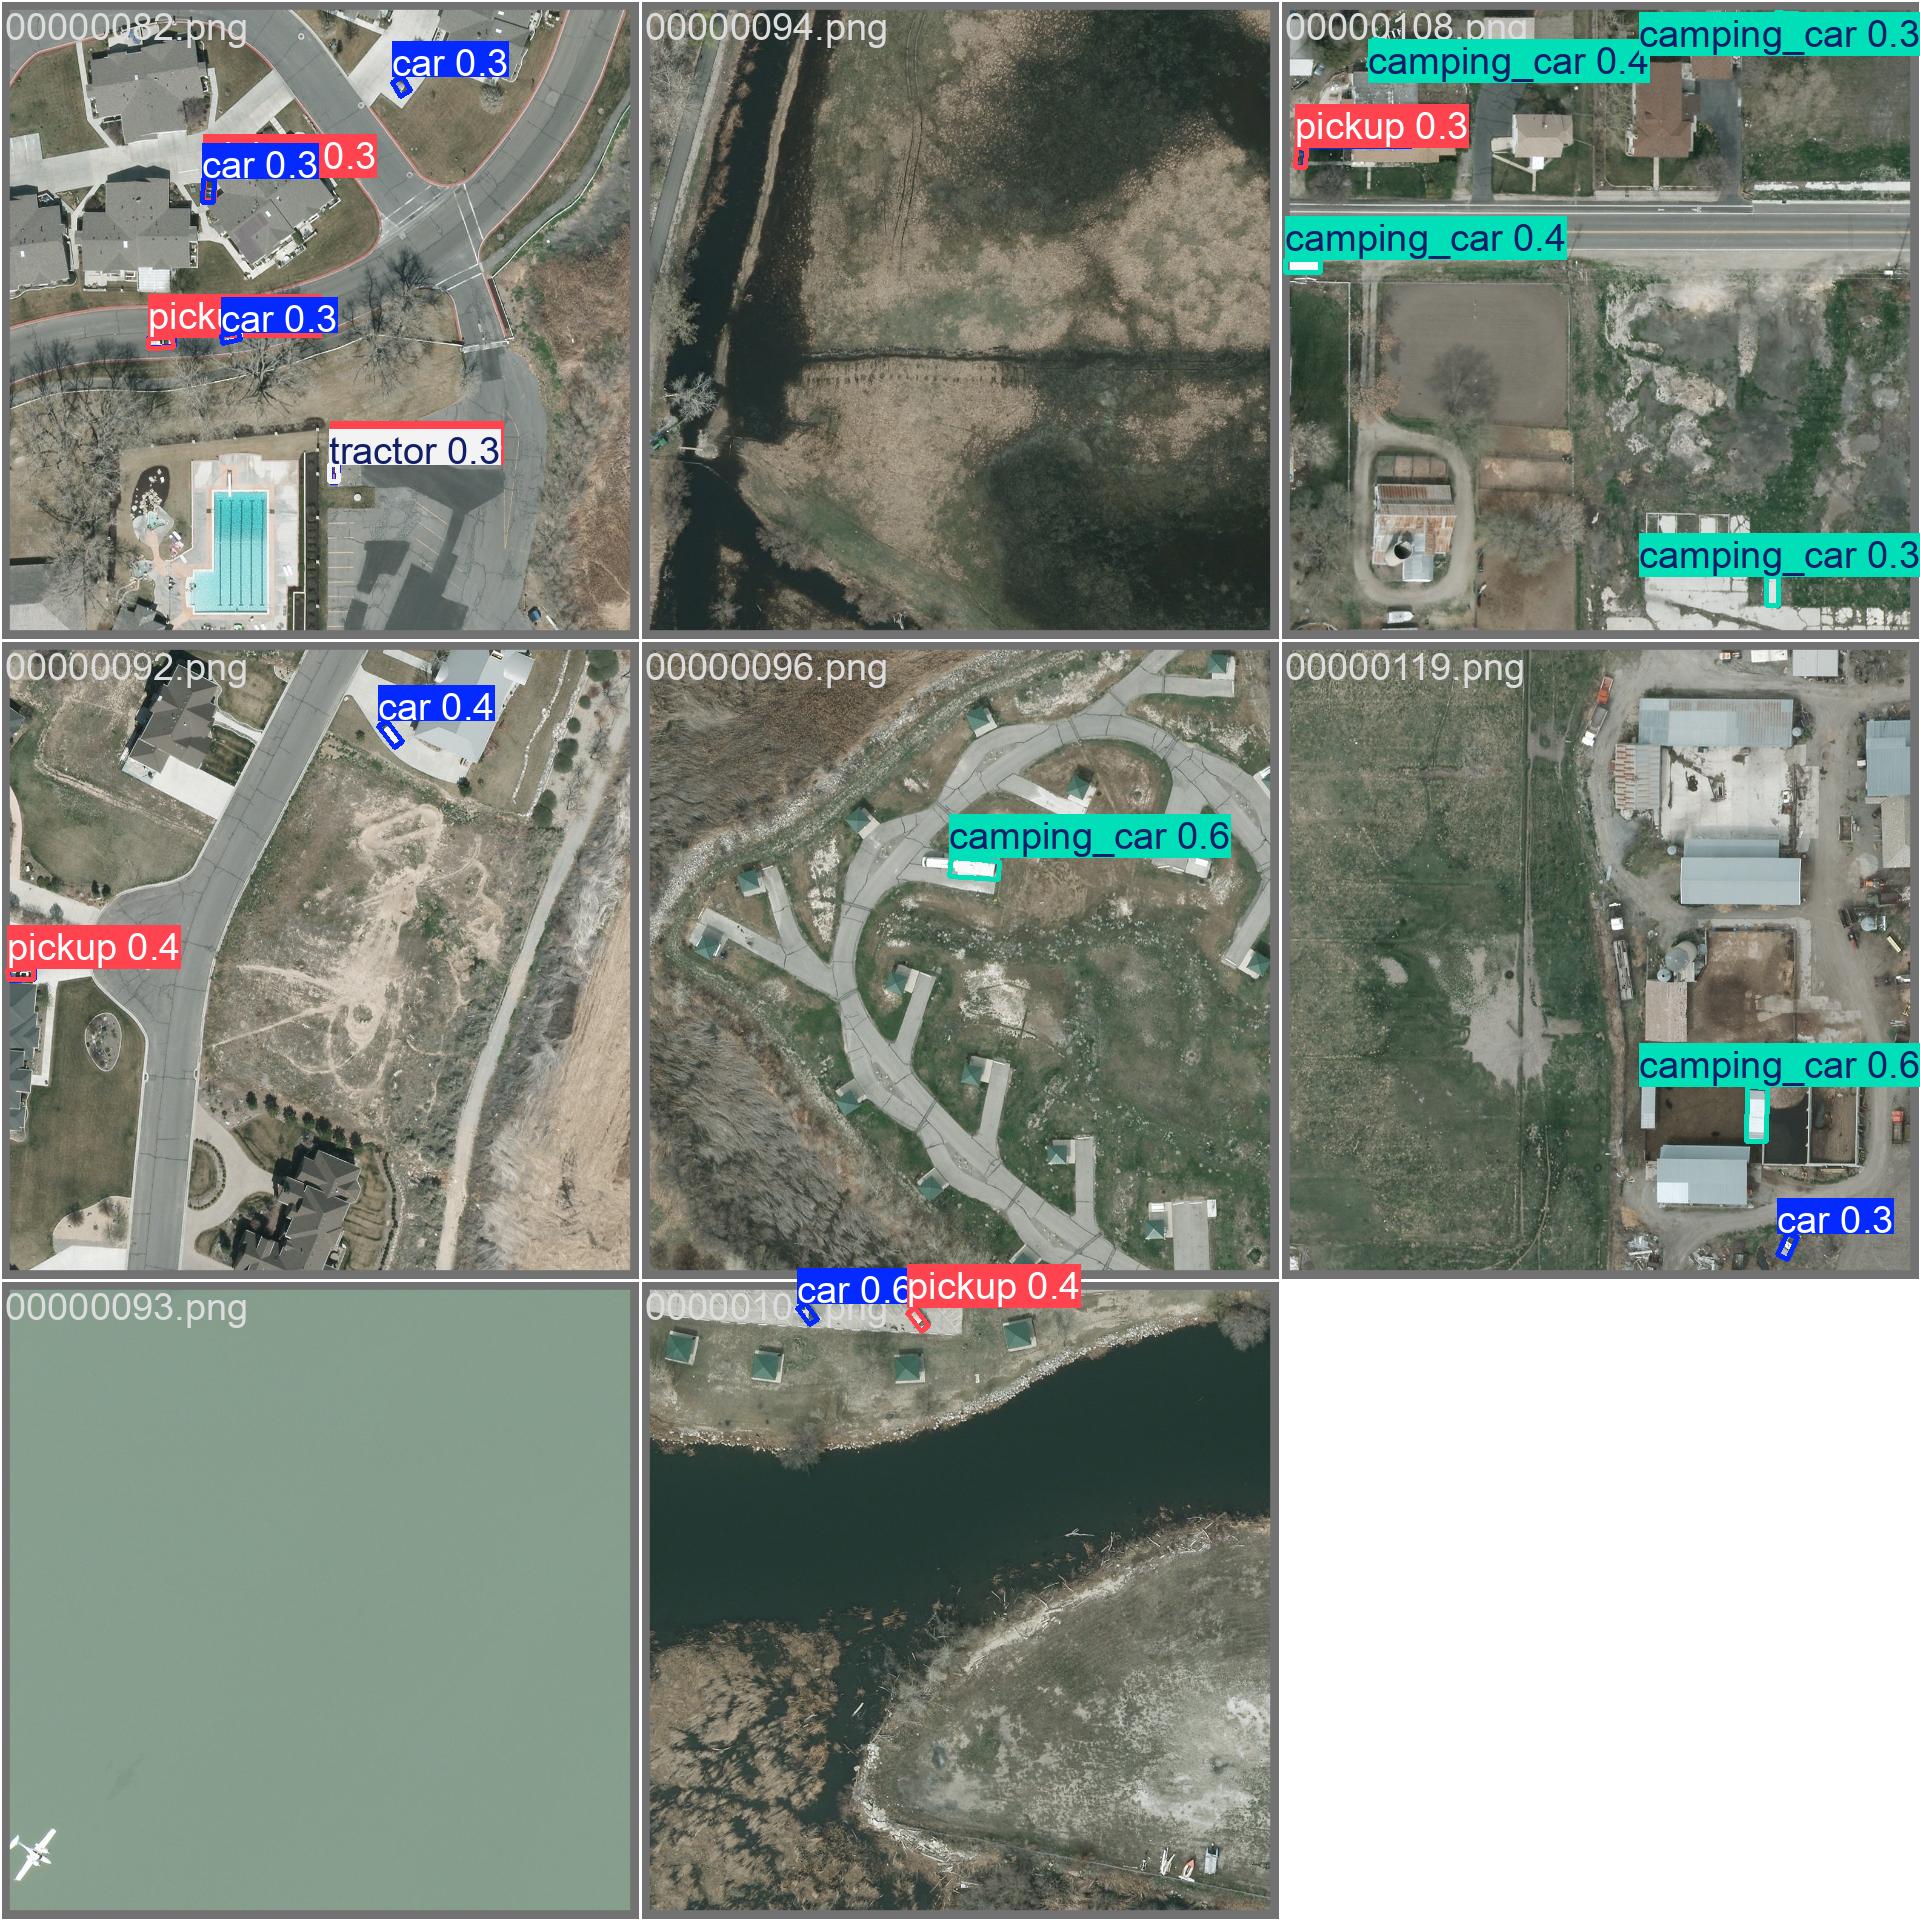 00000082.png
car 0.3
0.3
car 0.3
car 0.3
tractor 0.3
00000094.png
00000108.png
camping_car 0.3
camping_car 0.4
pickup 0.3
camping_car 0.4
camping_car 0.3
00000092.png
car 0.4
pickup 0.4
00000096.png
camping_car 0.6
00000119.png
camping_car 0.6
car 0.3
00000093.png
car 0.6
pickup 0.4